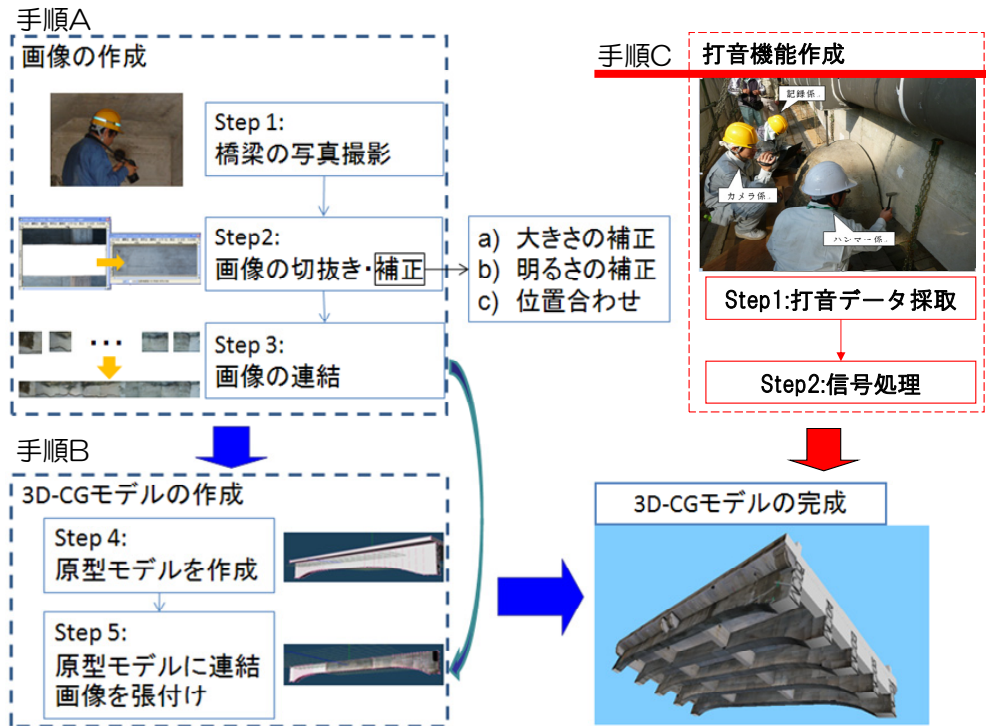 手順A
画像の作成
Step 1:
橋梁の写真撮影
Step2:
画像の切抜き・補正
a) 大きさの補正
b) 明るさの補正
c) 位置合わせ
Step 3:
画像の連結
手順B
3D-CGモデルの作成
Step 4:
原型モデルを作成
Step 5:
原型モデルに連結
画像を張付け
手順C
打音機能作成
記録係
カメラ係
ハンマー係
Step1:打音データ採取
Step2:信号処理
3D-CGモデルの完成